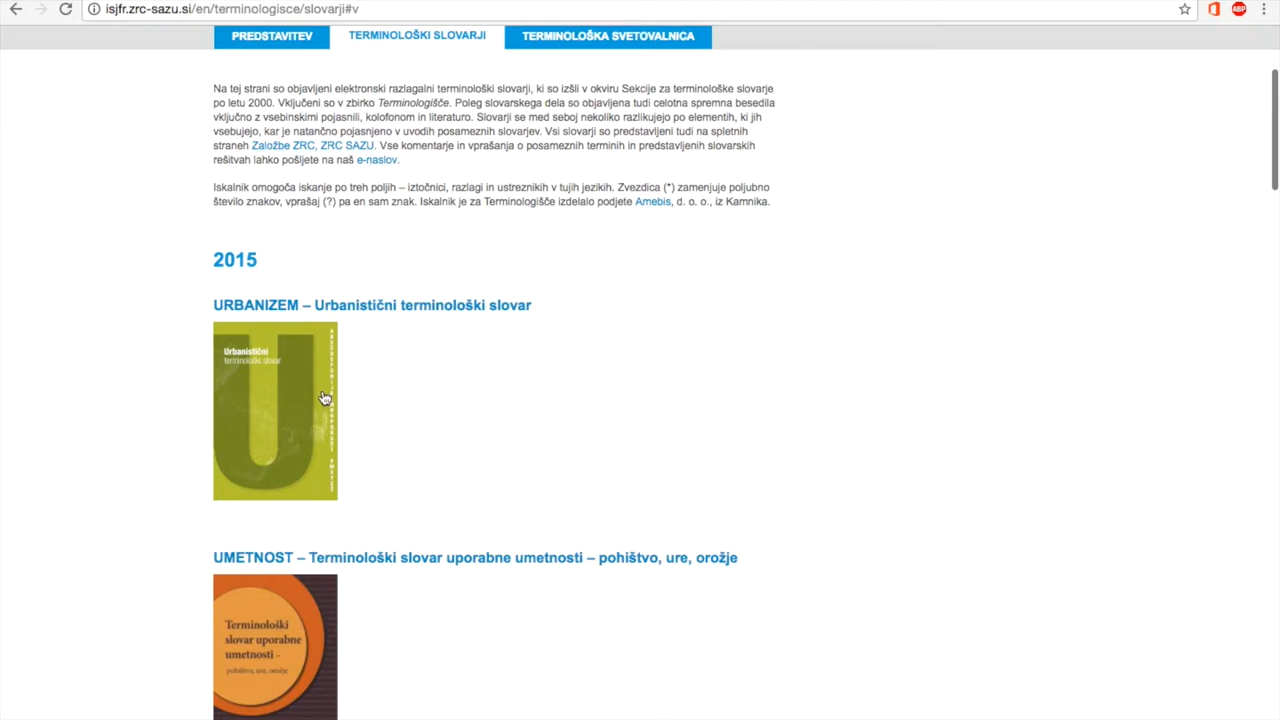 isjfr.zrc-sazu.si/en/terminologisce/slovarji#v
ABP
PREDSTAVITEV
TERMINOLOŠKI SLOVARJI
TERMINOLOŠKA SVETOVALNICA
Na tej strani so objavljeni elektronski razlagalni terminološki slovarji, ki so izšli v okviru Sekcije za terminološke slovarje
po letu 2000. Vključeni so v zbirko Terminologišče. Poleg slovarskega dela so objavljena tudi celotna spremna besedila
vključno z vsebinskimi pojasnili, kolofonom in literaturo. Slovarji se med seboj nekoliko razlikujejo po elementih, ki jih
vsebujejo, kar je natančno pojasnjeno v uvodih posameznih slovarjev. Vsi slovarji so predstavljeni tudi na spletnih
straneh Založbe ZRC, ZRC SAZU. Vse komentarje in vprašanja o posameznih terminih in predstavljenih slovarskih
rešitvah lahko pošljete na naš e-naslov.
Iskalnik omogoča iskanje po treh poljih – iztočnici, razlagi in ustreznikih v tujih jezikih. Zvezdica (*) zamenjuje poljubno
število znakov, vprašaj (?) pa en sam znak. Iskalnik je za Terminologišče izdelalo podjetje Amebis, d. o. o., iz Kamnika.
2015
URBANIZEM – Urbanistični terminološki slovar
Urbanistični
terminološki slovar
U
UMETNOST – Terminološki slovar uporabne umetnosti – pohištvo, ure, orožje
Terminološki
slovar uporabne
umetnosti -
pohištvo, ure, orožje